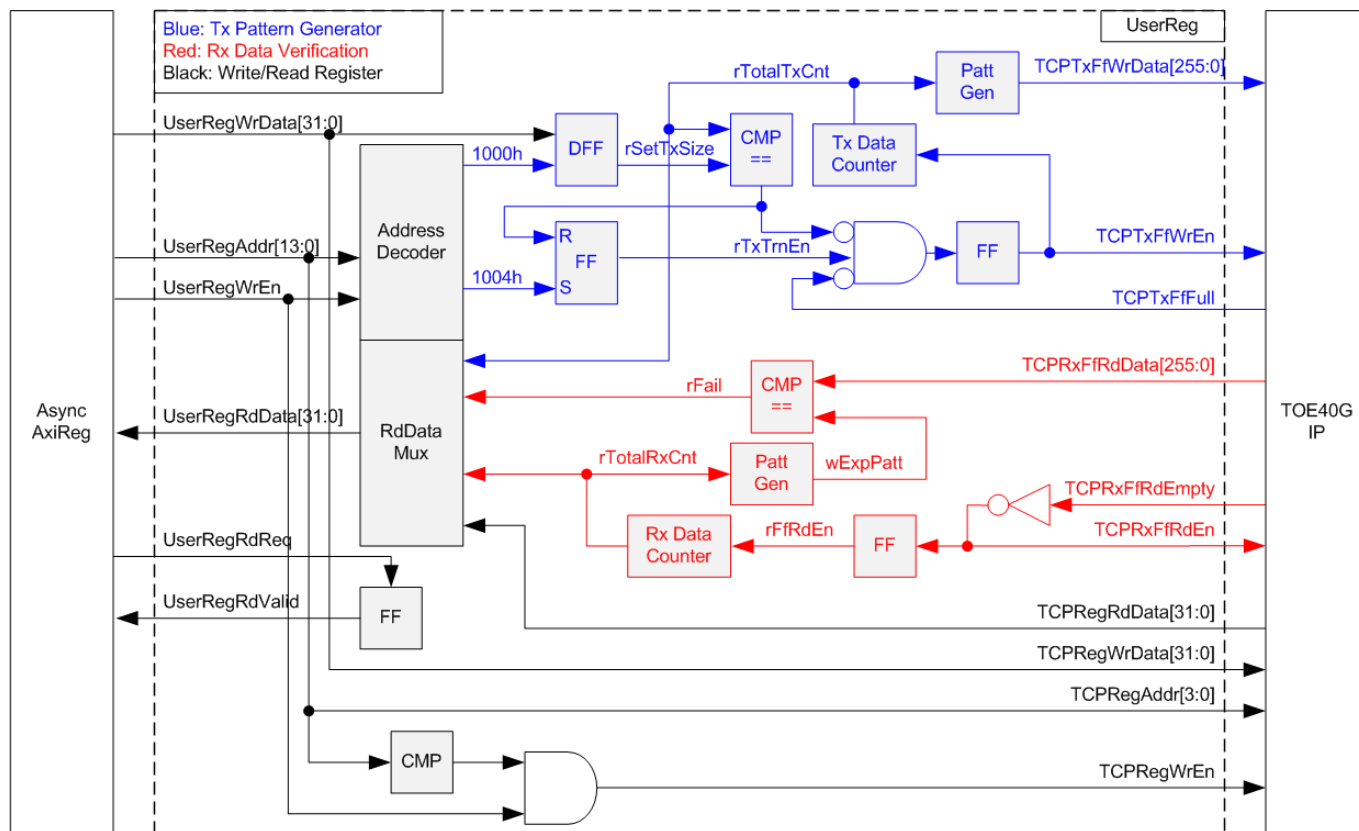 Blue: Tx Pattern Generator
Red: Rx Data Verification
Black: Write/Read Register
UserReg
rTotalTxCnt
Patt
Gen
TCPTxFfWrData[255:0]
UserRegWrData[31:0]
1000h
DFF
rSetTxSize
CMP
==
Tx Data
Counter
Address
Decoder
UserRegAddr[13:0]
R
FF
S
rTxTrnEn
FF
TCPTxFfWrEn
1004h
UserRegWrEn
TCPTxFfFull
TCPRxFfRdData[255:0]
rFail
CMP
==
Async
AxiReg
UserRegRdData[31:0]
RdData
Mux
TOE40G
IP
rTotalRxCnt
Patt
Gen
wExpPatt
TCPRxFfRdEmpty
UserRegRdReq
Rx Data
Counter
rFfRdEn
FF
TCPRxFfRdEn
UserRegRdValid
FF
TCPRegRdData[31:0]
TCPRegWrData[31:0]
TCPRegAddr[3:0]
CMP
TCPRegWrEn